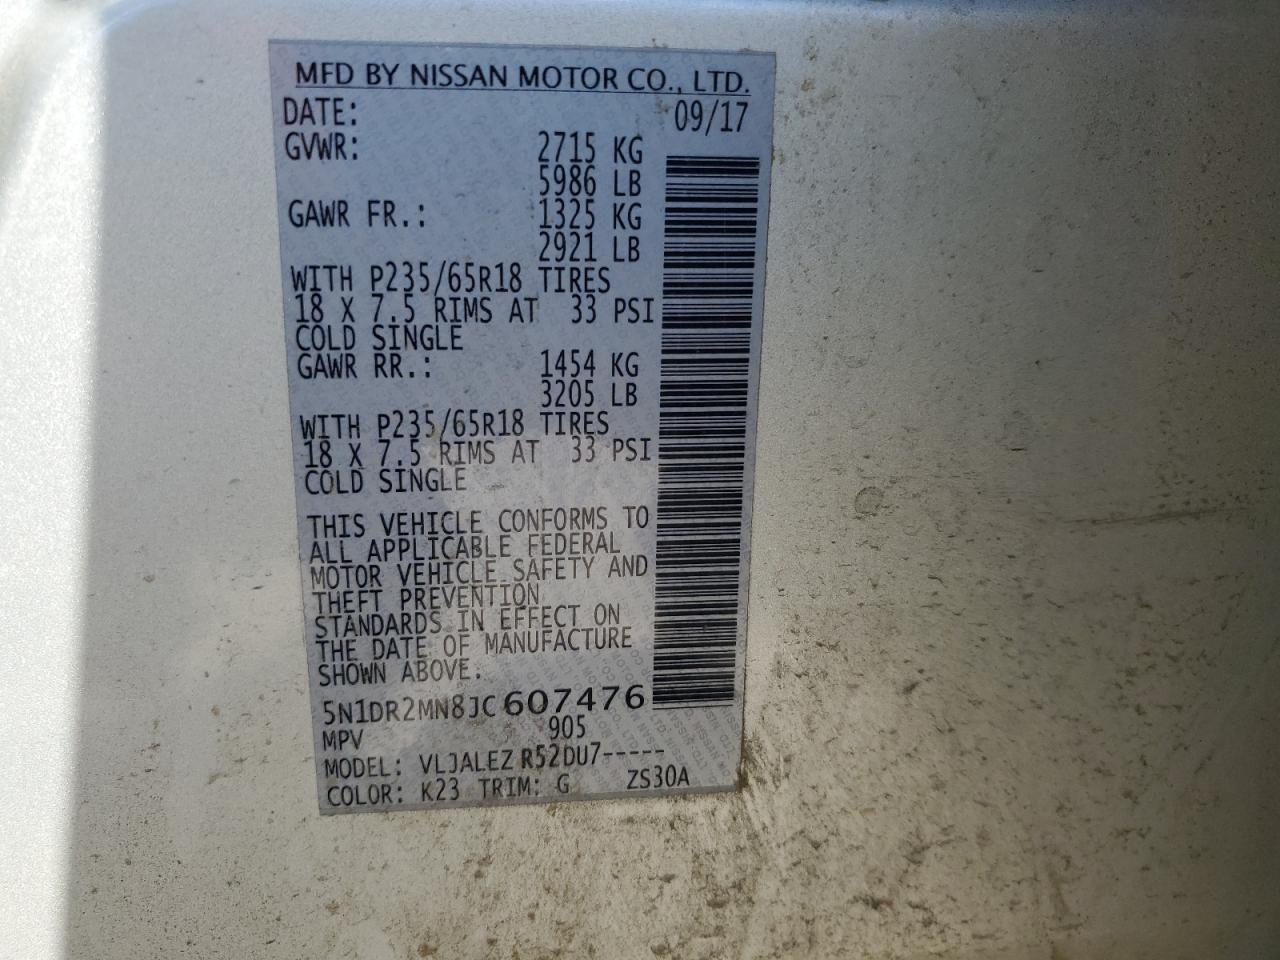 MFD BY NISSAN MOTOR CO., LTD.
DATE: 09/17
GVWR: 2715 KG
5986 LB
GAWR FR.: 1325 KG
2921 LB
WITH P235/65R18 TIRES
18 X 7.5 RIMS AT 33 PSI
COLD SINGLE
GAWR RR.: 1454 KG
3205 LB
WITH P235/65R18 TIRES
18 X 7.5 RIMS AT 33 PSI
COLD SINGLE
THIS VEHICLE CONFORMS TO
ALL APPLICABLE FEDERAL
MOTOR VEHICLE SAFETY AND
THEFT PREVENTION
STANDARDS IN EFFECT ON
THE DATE OF MANUFACTURE
SHOWN ABOVE.
5N1DR2MN8JC607476
MPV 905
MODEL: VLJALEZ R52DU7-----
COLOR: K23 TRIM: G ZS30A